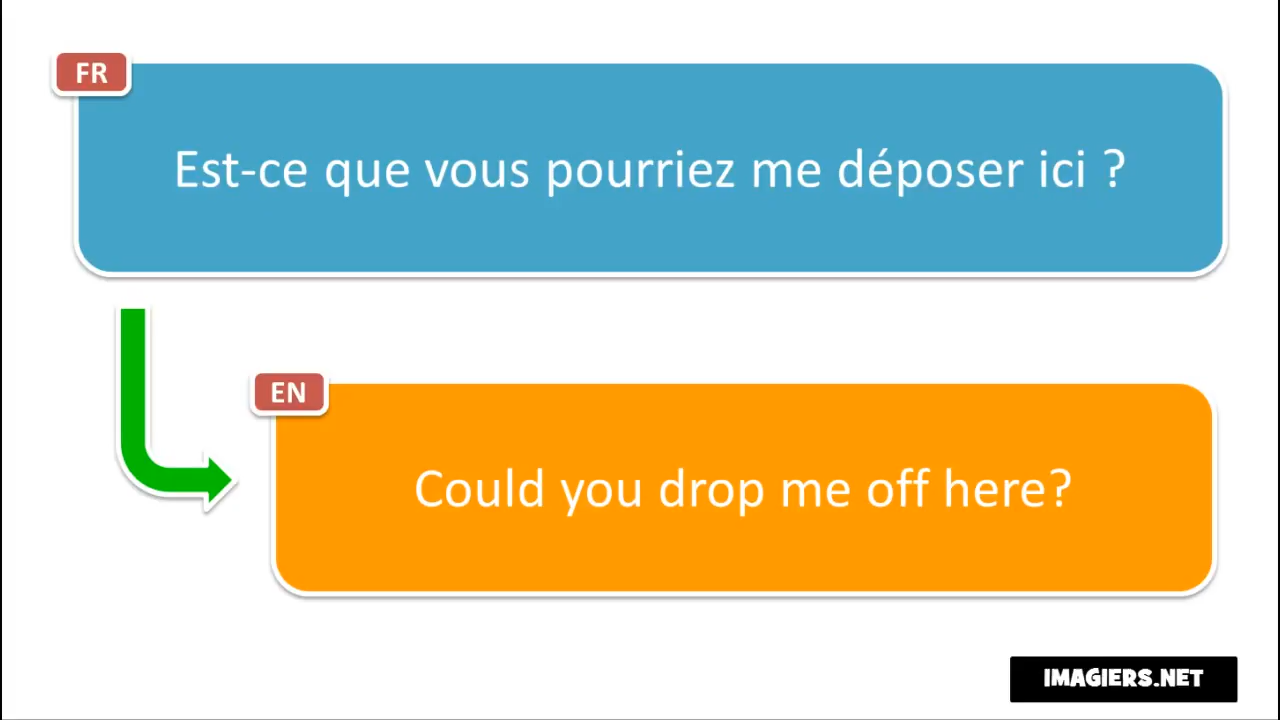 FR
Est-ce que vous pourriez me déposer ici ?
EN
Could you drop me off here?
IMAGIERS.NET